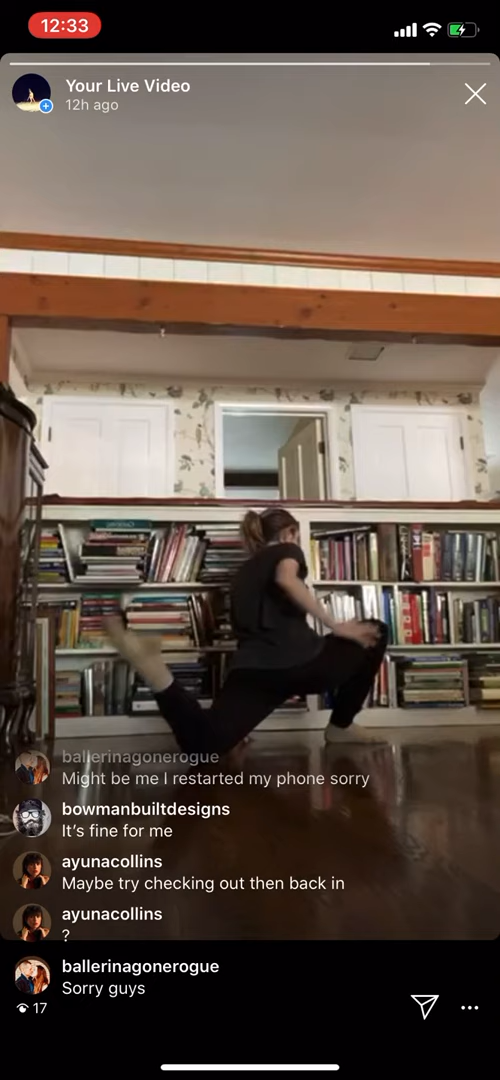 12:33
Your Live Video
12h ago
ballerinagonerogue
Might be me I restarted my phone sorry
bowmanbuiltdesigns
It's fine for me
ayunacollins
Maybe try checking out then back in
ayunacollins
?
ballerinagonerogue
Sorry guys
17